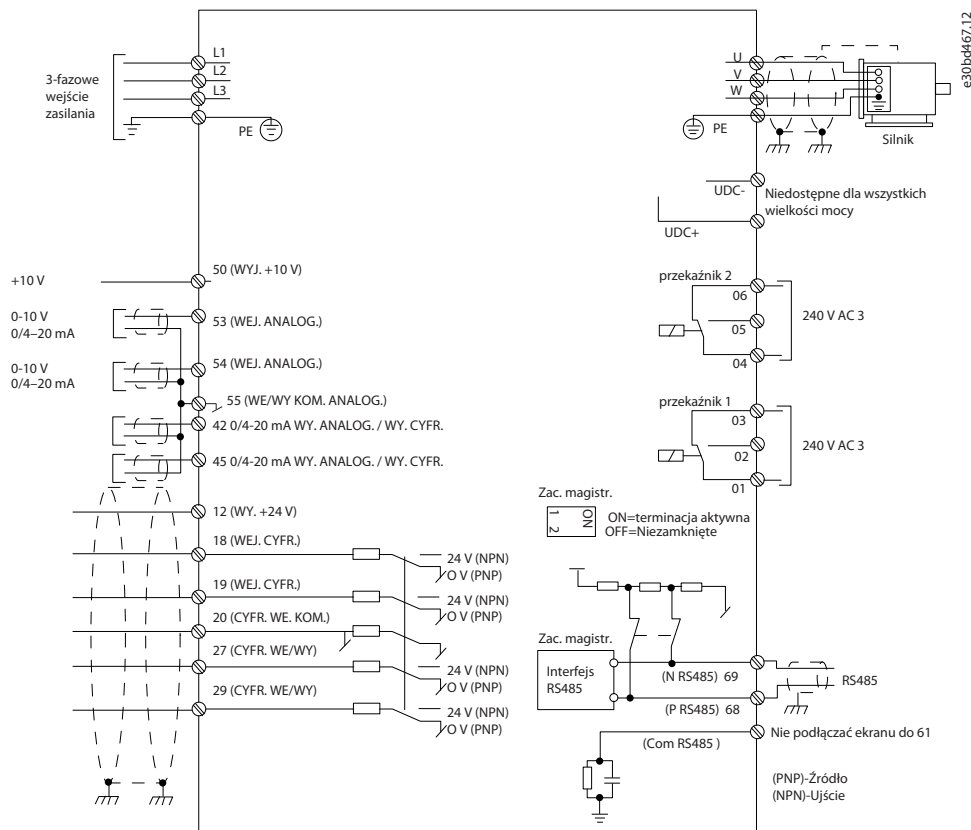 e30bd467.12
L1
L2
L3
3-fazowe
wejście
zasilania
PE
U
V
W
PE
Silnik
UDC-
Niedostępne dla wszystkich
wielkości mocy
UDC+
+10 V
50 (WYJ. +10 V)
0-10 V
0/4–20 mA
53 (WEJ. ANALOG.)
0-10 V
0/4–20 mA
54 (WEJ. ANALOG.)
55 (WE/WY KOM. ANALOG.)
42 0/4-20 mA WY. ANALOG. / WY. CYFR.
45 0/4-20 mA WY. ANALOG. / WY. CYFR.
12 (WY. +24 V)
18 (WEJ. CYFR.)
24 V (NPN)
O V (PNP)
19 (WEJ. CYFR.)
24 V (NPN)
O V (PNP)
20 (CYFR. WE. KOM.)
27 (CYFR. WE/WY)
24 V (NPN)
O V (PNP)
29 (CYFR. WE/WY)
24 V (NPN)
O V (PNP)
przekaźnik 2
06
05
04
240 V AC 3
przekaźnik 1
03
02
01
240 V AC 3
Zac. magistr.
1
2
ON
ON=terminacja aktywna
OFF=Niezamknięte
Zac. magistr.
Interfejs
RS485
(N RS485) 69
RS485
(P RS485) 68
(Com RS485 )
Nie podłączać ekranu do 61
(PNP)-Źródło
(NPN)-Ujście